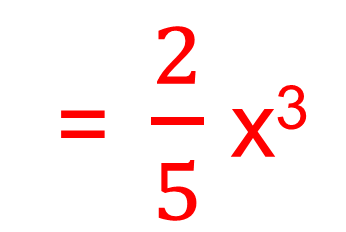 = 2/5 x³